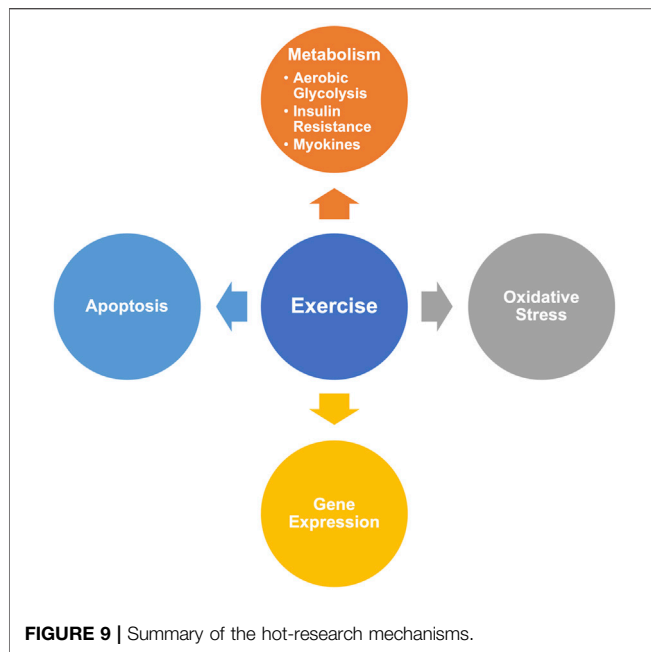 Metabolism
• Aerobic
Glycolysis
• Insulin
Resistance
• Myokines
Apoptosis
Exercise
Oxidative
Stress
Gene
Expression
FIGURE 9 | Summary of the hot-research mechanisms.